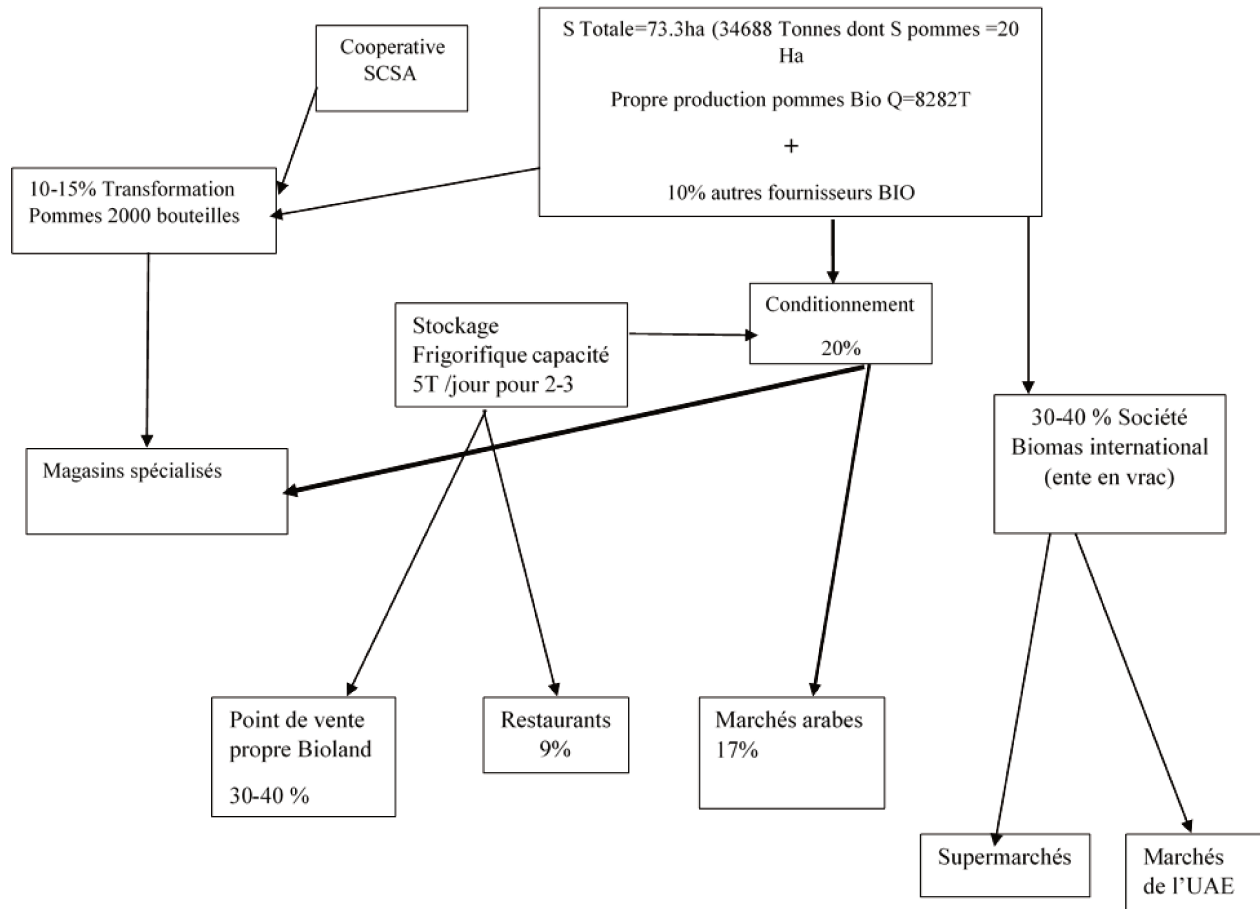 S Totale=73.3ha (34688 Tonnes dont S pommes =20
Ha
Propre production pommes Bio Q=8282T
+
10% autres fournisseurs BIO
Cooperative
SCSA
10-15% Transformation
Pommes 2000 bouteilles
Stockage
Frigorifique capacité
5T /jour pour 2-3
Conditionnement
20%
30-40 % Société
Biomas international
(ente en vrac)
Magasins spécialisés
Point de vente
propre Bioland
30-40 %
Restaurants
9%
Marchés arabes
17%
Supermarchés
Marchés
de l’UAE